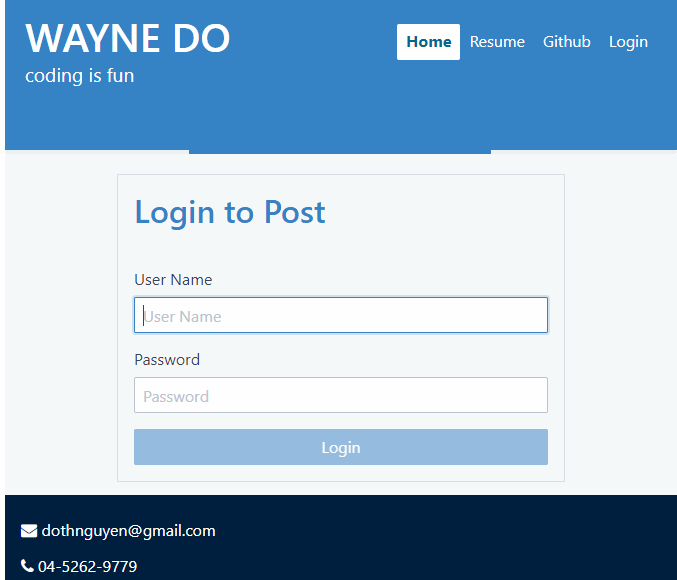 WAYNE DO
coding is fun
Home Resume Github Login
Login to Post
User Name
User Name
Password
Password
Login
dothnguyen@gmail.com
04-5262-9779